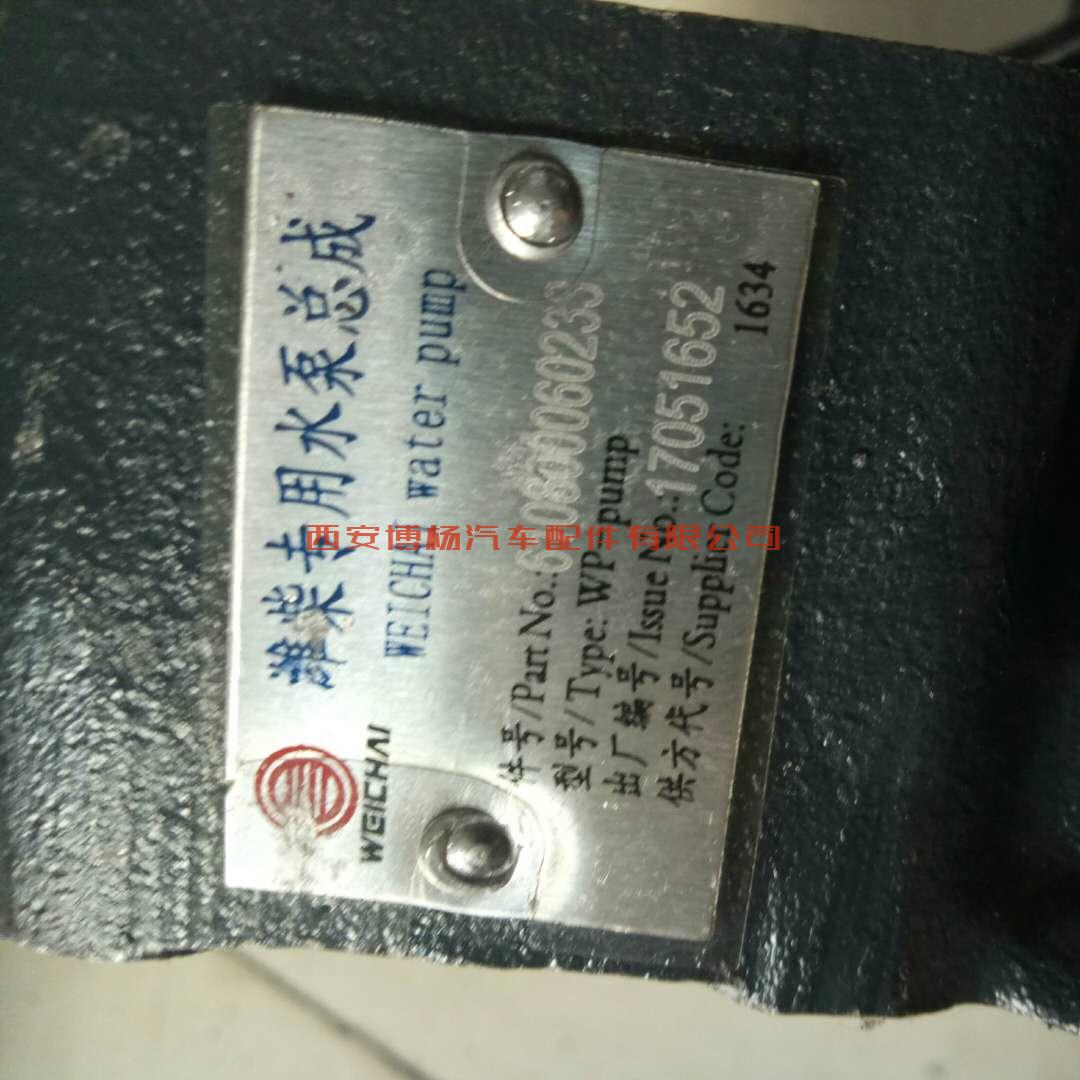 潍柴专用水泵总成
WEICHAI water pump
WEICHAI
件号/Part No.:
型号/Type: WP- pump
出厂编号/Issue No.:17051652
供方代号/Supplier Code:
1634
西安博杨汽车配件有限公司